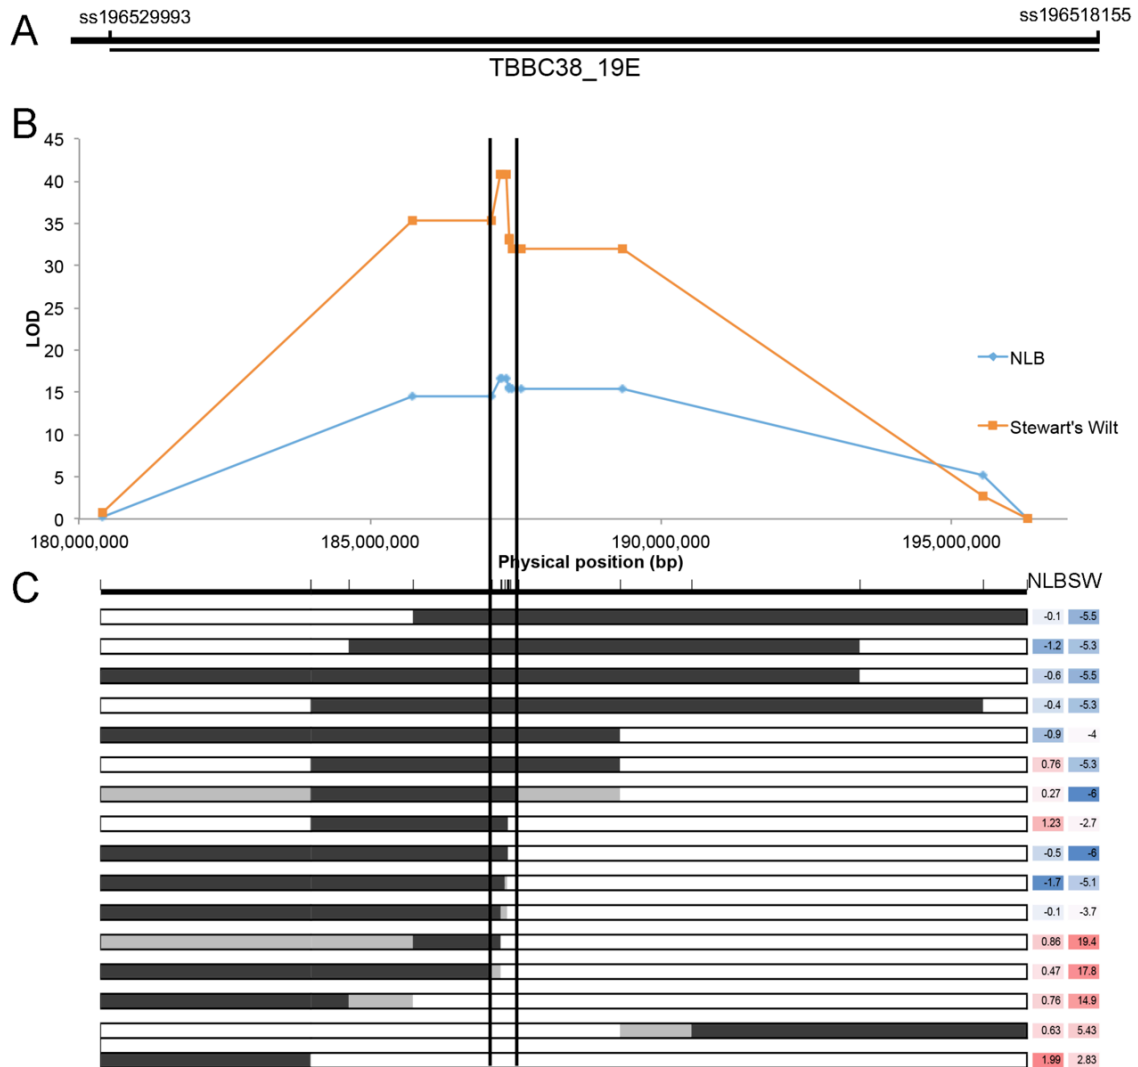 A
ss196529993
ss196518155
TBBC38_19E
B
45
40
35
30
25
20
15
10
5
0
LOD
NLB
Stewart's Wilt
180,000,000 185,000,000 190,000,000 195,000,000
Physical position (bp)
C
NLB SW
-0.1 -5.5
-1.2 -5.3
-0.6 -5.5
-0.4 -5.3
-0.9 -4
0.76 -5.3
0.27 -6
1.23 -2.7
-0.5 -6
-1.7 -5.1
-0.1 -3.7
0.86 19.4
0.47 17.8
0.76 14.9
0.63 5.43
1.99 2.83